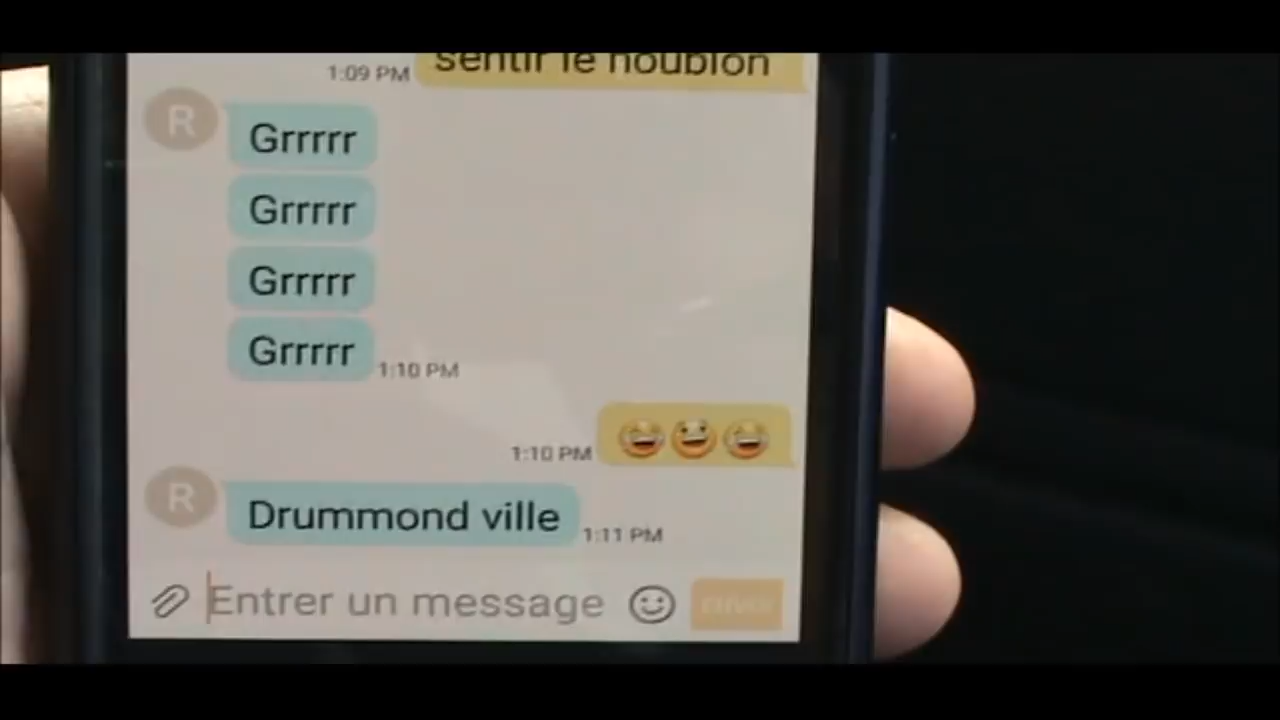 sentir le houblon
1:09 PM
R
Grrrrr
Grrrrr
Grrrrr
Grrrrr
1:10 PM
1:10 PM
R
Drummond ville
1:11 PM
Entrer un message